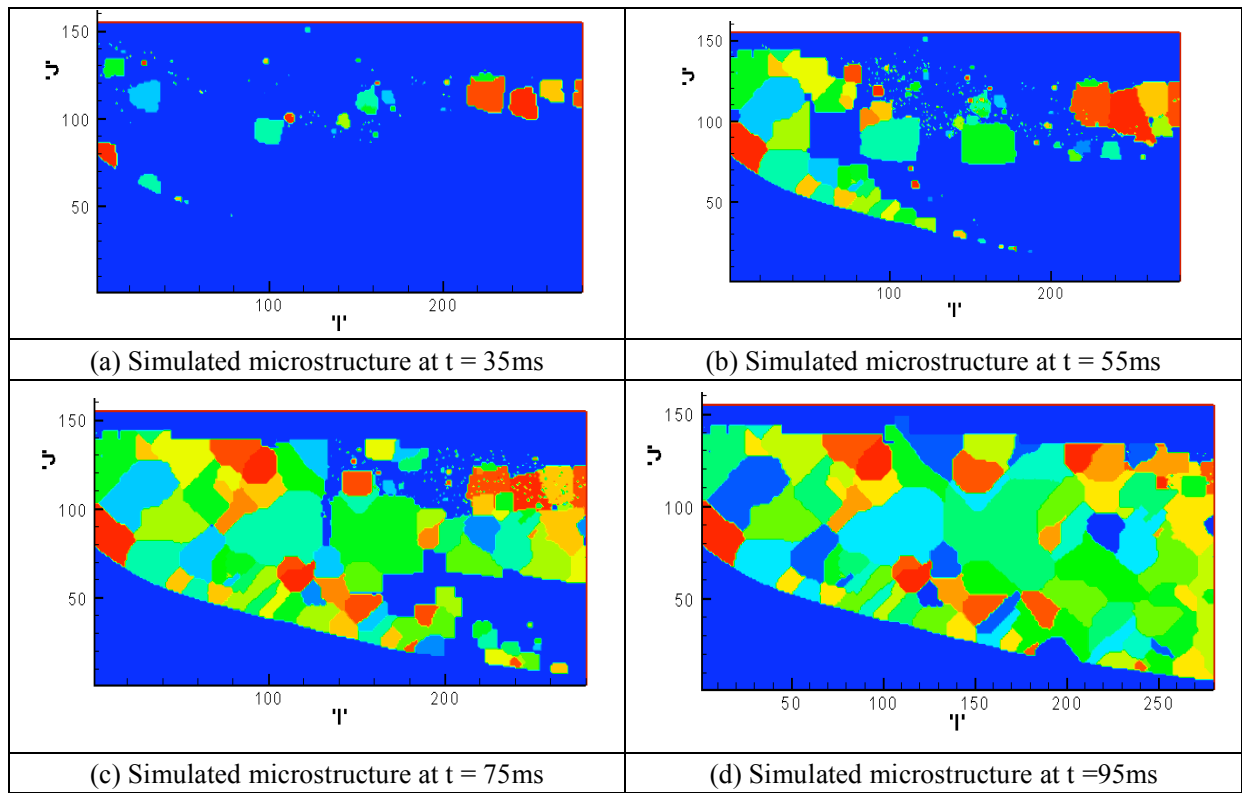 150
100
50
'J'
100
200
'I'
150
100
50
'J'
100
200
'I'
(a) Simulated microstructure at t = 35ms
(b) Simulated microstructure at t = 55ms
150
100
50
'J'
100
200
'I'
150
100
50
'J'
50
100
150
200
250
'I'
(c) Simulated microstructure at t = 75ms
(d) Simulated microstructure at t =95ms